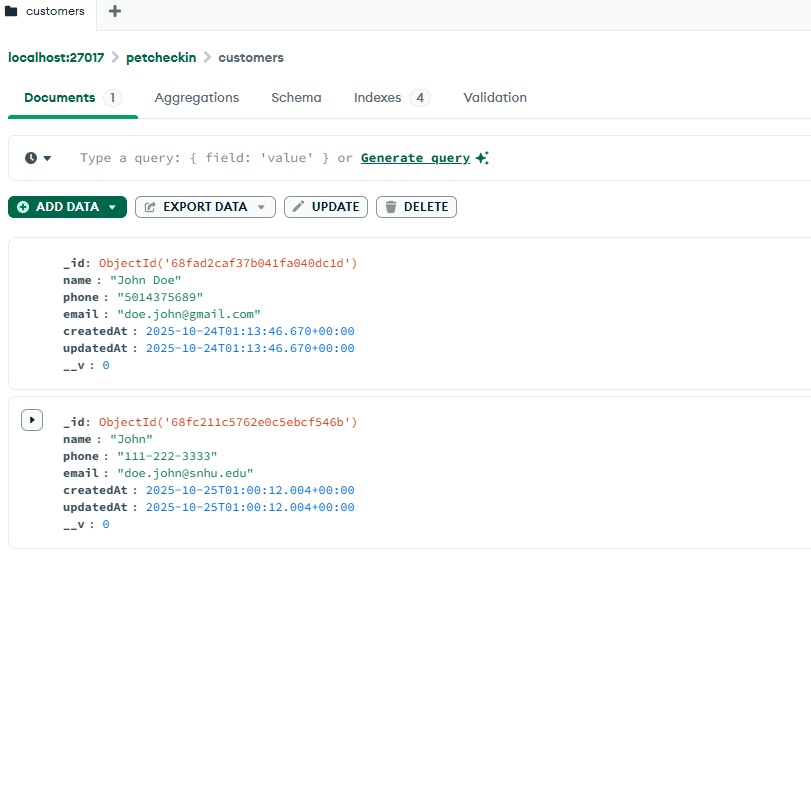 customers
localhost:27017 > petcheckin > customers
Documents 1 Aggregations Schema Indexes 4 Validation
Type a query: { field: 'value' } or Generate query
ADD DATA EXPORT DATA UPDATE DELETE
_id: ObjectId('68fad2caf37b041fa040dc1d')
name : "John Doe"
phone : "5014375689"
email : "doe.john@gmail.com"
createdAt : 2025-10-24T01:13:46.670+00:00
updatedAt : 2025-10-24T01:13:46.670+00:00
__v : 0
_id: ObjectId('68fc211c5762e0c5ebcf546b')
name : "John"
phone : "111-222-3333"
email : "doe.john@snhu.edu"
createdAt : 2025-10-25T01:00:12.004+00:00
updatedAt : 2025-10-25T01:00:12.004+00:00
__v : 0